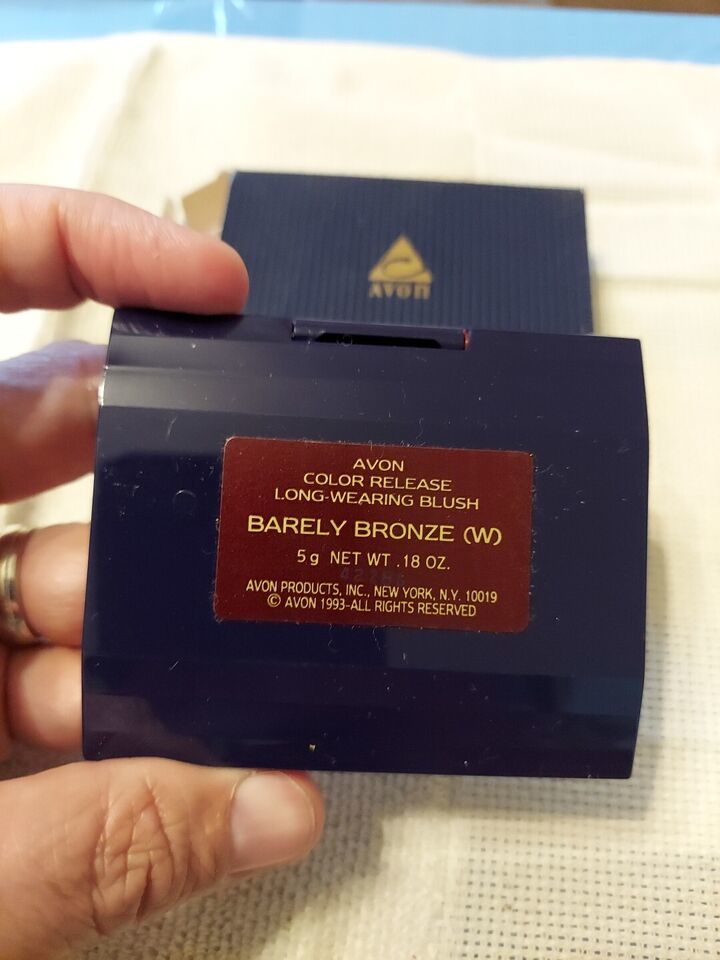 AVON
AVON
COLOR RELEASE
LONG-WEARING BLUSH
BARELY BRONZE (W)
5 g NET WT .18 OZ.
AVON PRODUCTS, INC., NEW YORK, N.Y. 10019
© AVON 1993-ALL RIGHTS RESERVED